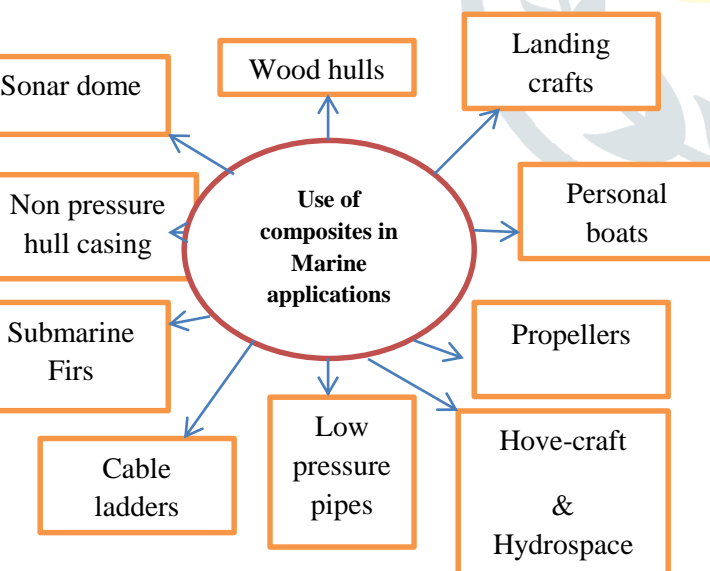 Sonar dome
Wood hulls
Landing
crafts
Non pressure
hull casing
Use of
composites in
Marine
applications
Personal
boats
Submarine
Firs
Propellers
Cable
ladders
Low
pressure
pipes
Hove-craft
&
Hydrospace